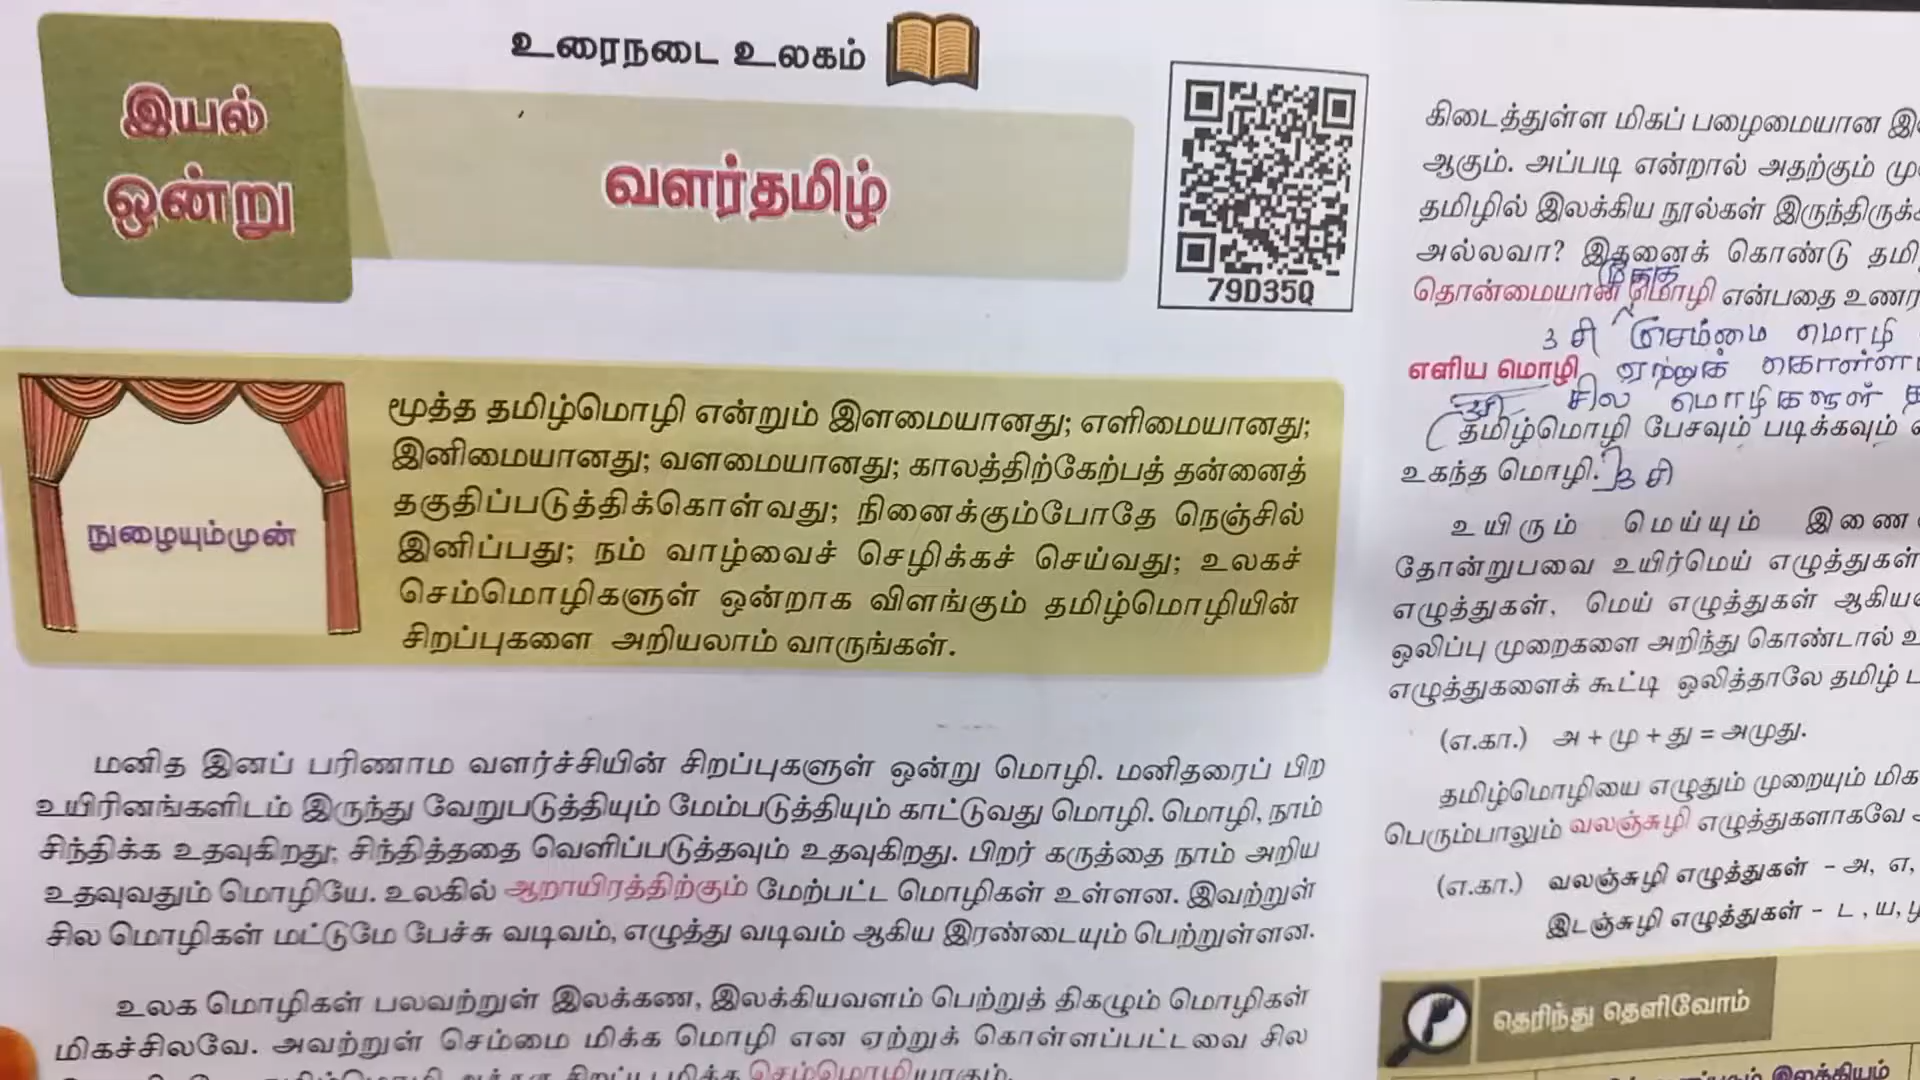 உரைநடை உலகம்
இயல்
ஒன்று
வளர்தமிழ்
79D35Q
நுழையும்முன்
மூத்த தமிழ்மொழி என்றும் இளமையானது; எளிமையானது;
இனிமையானது; வளமையானது; காலத்திற்கேற்பத் தன்னைத்
தகுதிப்படுத்திக்கொள்வது; நினைக்கும்போதே நெஞ்சில்
இனிப்பது; நம் வாழ்வைச் செழிக்கச் செய்வது; உலகச்
செம்மொழிகளுள் ஒன்றாக விளங்கும் தமிழ்மொழியின்
சிறப்புகளை அறியலாம் வாருங்கள்.
மனித இனப் பரிணாம வளர்ச்சியின் சிறப்புகளுள் ஒன்று மொழி. மனிதரைப் பிற
உயிரினங்களிடம் இருந்து வேறுபடுத்தியும் மேம்படுத்தியும் காட்டுவது மொழி. மொழி, நாம்
சிந்திக்க உதவுகிறது; சிந்தித்ததை வெளிப்படுத்தவும் உதவுகிறது. பிறர் கருத்தை நாம் அறிய
உதவுவதும் மொழியே. உலகில் ஆறாயிரத்திற்கும் மேற்பட்ட மொழிகள் உள்ளன. இவற்றுள்
சில மொழிகள் மட்டுமே பேச்சு வடிவம், எழுத்து வடிவம் ஆகிய இரண்டையும் பெற்றுள்ளன.
உலக மொழிகள் பலவற்றுள் இலக்கண, இலக்கியவளம் பெற்றுத் திகழும் மொழிகள்
மிகச்சிலவே. அவற்றுள் செம்மை மிக்க மொழி என ஏற்றுக் கொள்ளப்பட்டவை சில
செம்மொழியாகும்.
கிடைத்துள்ள மிகப் பழைமையான
ஆகும். அப்படி என்றால் அதற்கும்
தமிழில் இலக்கிய நூல்கள்
அல்லவா? இதனைக் கொண்டு
தொன்மையான மொழி என்பதை
3 சி செம்மை மொழி
எளிய மொழி ஏற்றுக்
சில மொழிகளுள்
தமிழ்மொழி பேசவும் படிக்கவும்
உகந்த மொழி. 3 சி
உயிரும் மெய்யும்
தோன்றுபவை உயிர்மெய் எழுத்துகள்
எழுத்துகள், மெய் எழுத்துகள்
ஒலிப்பு முறைகளை அறிந்து கொண்டால்
எழுத்துகளைக் கூட்டி ஒலித்தாலே தமிழ்
(எ.கா.) அ + மு + து = அமுது.
தமிழ்மொழியை எழுதும் முறையும்
பெரும்பாலும் வலஞ்சுழி எழுத்துகளாகவே
(எ.கா.) வலஞ்சுழி எழுத்துகள் – அ, எ,
இடஞ்சுழி எழுத்துகள் – ட , ய,
தெரிந்து தெளிவோம்
இலக்கியம்